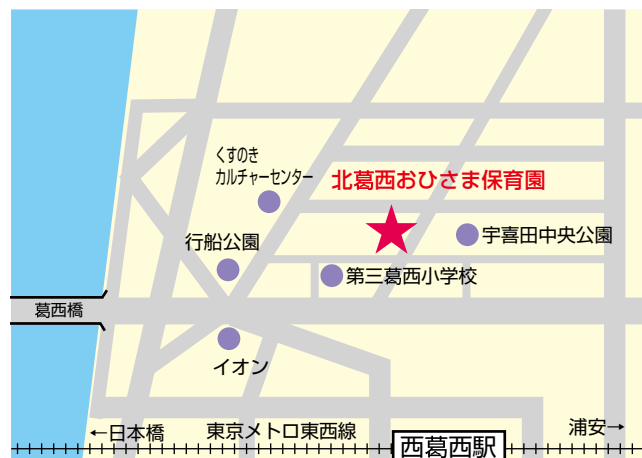 くすのき
カルチャーセンター
北葛西おひさま保育園
行船公園
宇喜田中央公園
第三葛西小学校
葛西橋
イオン
←日本橋
東京メトロ東西線
浦安→
西葛西駅